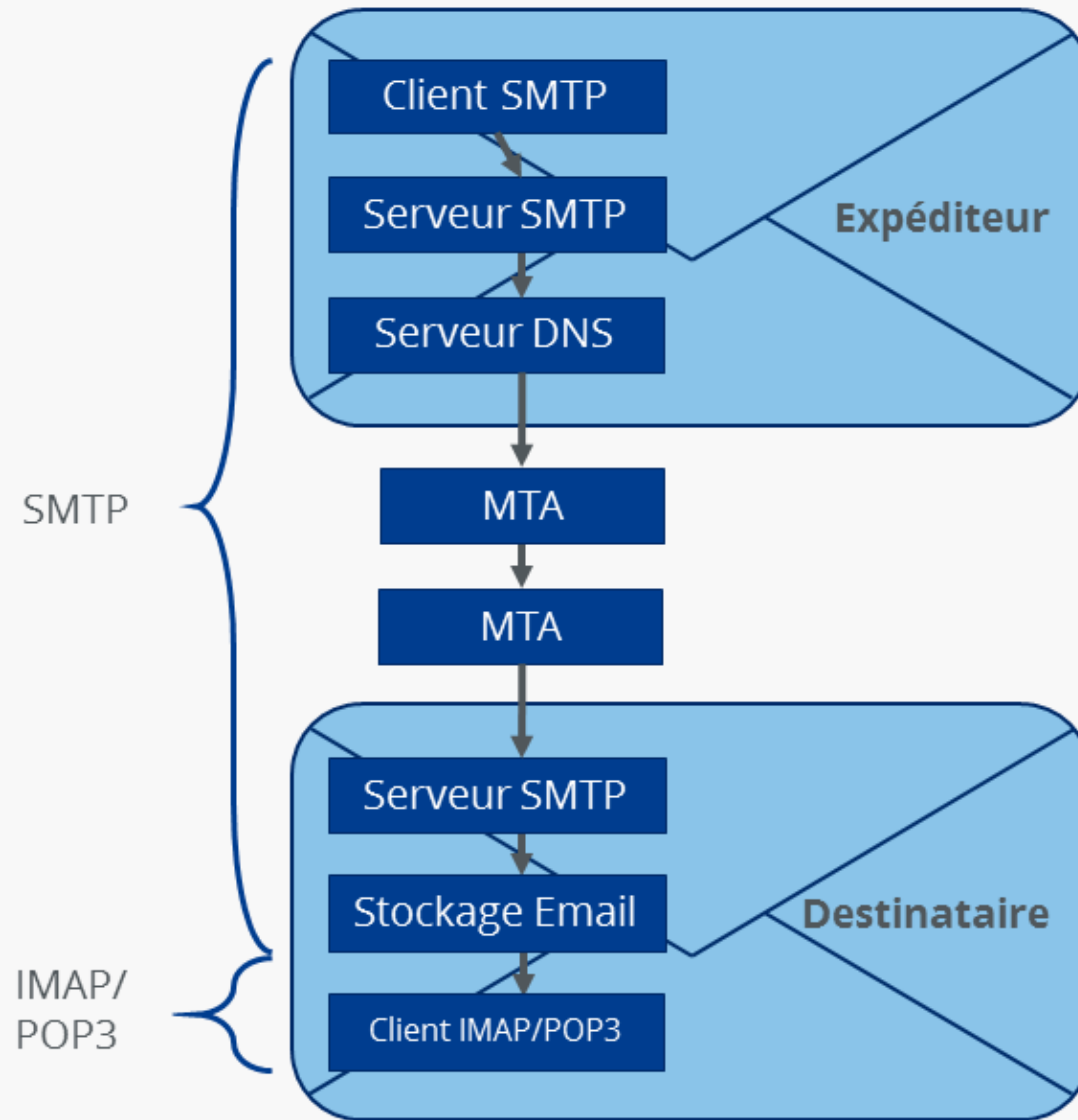 Client SMTP
Serveur SMTP
Expéditeur
Serveur DNS
SMTP
MTA
MTA
Serveur SMTP
Stockage Email
Destinataire
IMAP/
POP3
Client IMAP/POP3